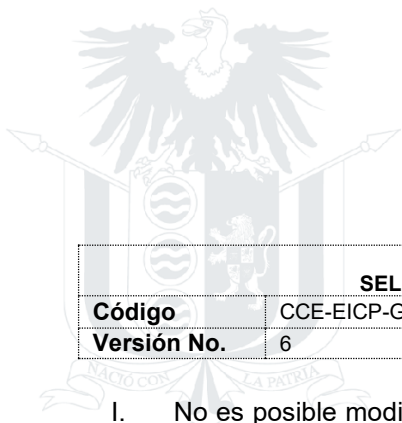 SEL
Código CCE-EICP-G
Versión No. 6
NACIÓ CON LA PATRIA
I. No es posible modi